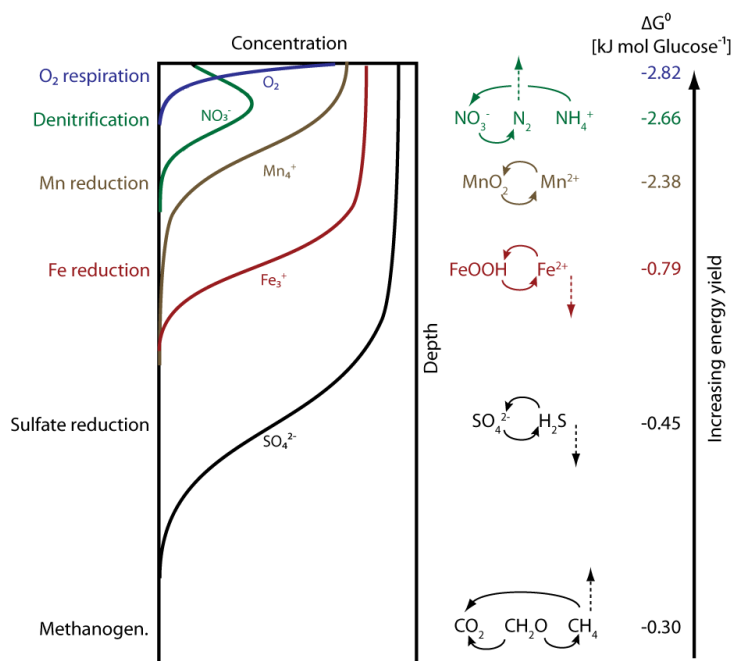 Concentration
ΔG⁰
[kJ mol Glucose⁻¹]
O₂ respiration
O₂
-2.82
Denitrification
NO₃⁻
NO₃⁻ N₂ NH₄⁺
-2.66
Mn reduction
Mn₄⁺
MnO₂ Mn²⁺
-2.38
Fe reduction
Fe₃⁺
FeOOH Fe²⁺
-0.79
Depth
Increasing energy yield
Sulfate reduction
SO₄²⁻
SO₄²⁻ H₂S
-0.45
Methanogen.
CO₂ CH₂O CH₄
-0.30